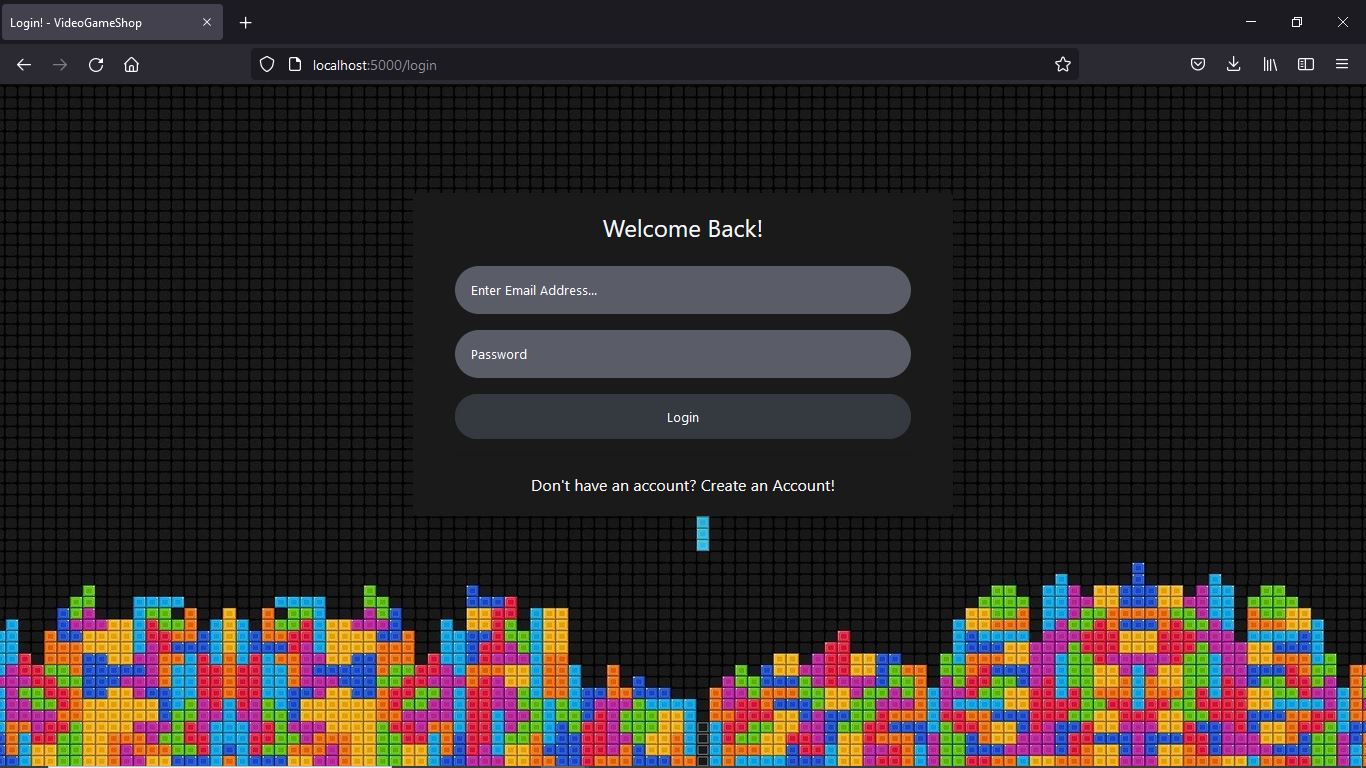 Login! - VideoGameShop
localhost:5000/login
Welcome Back!
Enter Email Address...
Password
Login
Don't have an account? Create an Account!